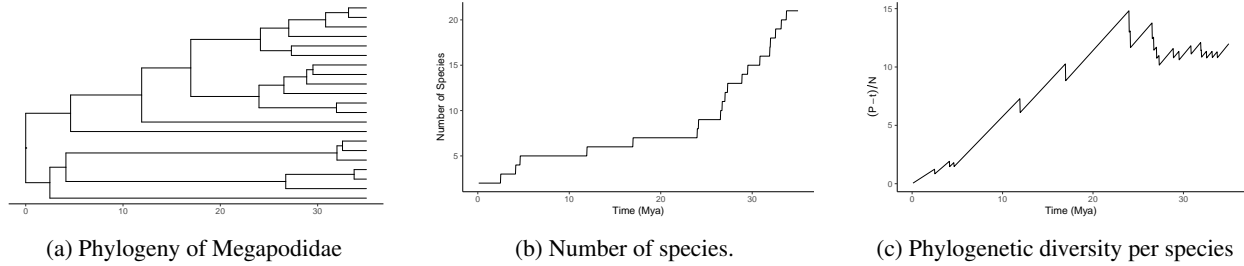 0 10 20 30
(a) Phylogeny of Megapodidae
Number of Species
20
15
10
5
0 10 20 30
Time (Mya)
(b) Number of species.
(P−t)/N
15
10
5
0
0 10 20 30
Time (Mya)
(c) Phylogenetic diversity per species